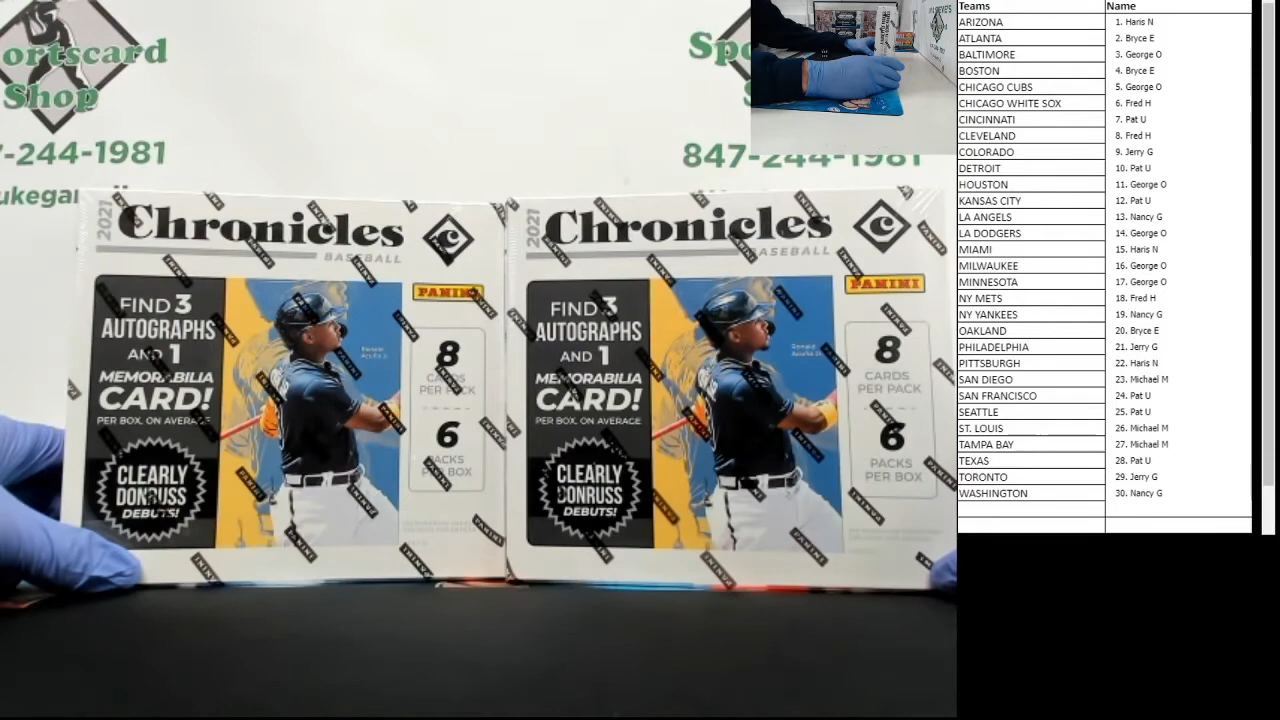 Sportscard
Shop
847-244-1981
Sp
S
847-244-1981
2021
Chronicles
BASEBALL
PANINI
FIND 3
AUTOGRAPHS
AND 1
MEMORABILIA
CARD!
PER BOX, ON AVERAGE
CLEARLY
DONRUSS
DEBUTS!
Ronald
Acuña Jr.
8
CARDS
PER PACK
6
PACKS
PER BOX
2021
Chronicles
BASEBALL
PANINI
FIND 3
AUTOGRAPHS
AND 1
MEMORABILIA
CARD!
PER BOX, ON AVERAGE
CLEARLY
DONRUSS
DEBUTS!
Ronald
Acuña Jr.
8
CARDS
PER PACK
6
PACKS
PER BOX
Teams Name
ARIZONA 1. Haris N
ATLANTA 2. Bryce E
BALTIMORE 3. George O
BOSTON 4. Bryce E
CHICAGO CUBS 5. George O
CHICAGO WHITE SOX 6. Fred H
CINCINNATI 7. Pat U
CLEVELAND 8. Fred H
COLORADO 9. Jerry G
DETROIT 10. Pat U
HOUSTON 11. George O
KANSAS CITY 12. Pat U
LA ANGELS 13. Nancy G
LA DODGERS 14. George O
MIAMI 15. Haris N
MILWAUKEE 16. George O
MINNESOTA 17. George O
NY METS 18. Fred H
NY YANKEES 19. Nancy G
OAKLAND 20. Bryce E
PHILADELPHIA 21. Jerry G
PITTSBURGH 22. Haris N
SAN DIEGO 23. Michael M
SAN FRANCISCO 24. Pat U
SEATTLE 25. Pat U
ST. LOUIS 26. Michael M
TAMPA BAY 27. Michael M
TEXAS 28. Pat U
TORONTO 29. Jerry G
WASHINGTON 30. Nancy G